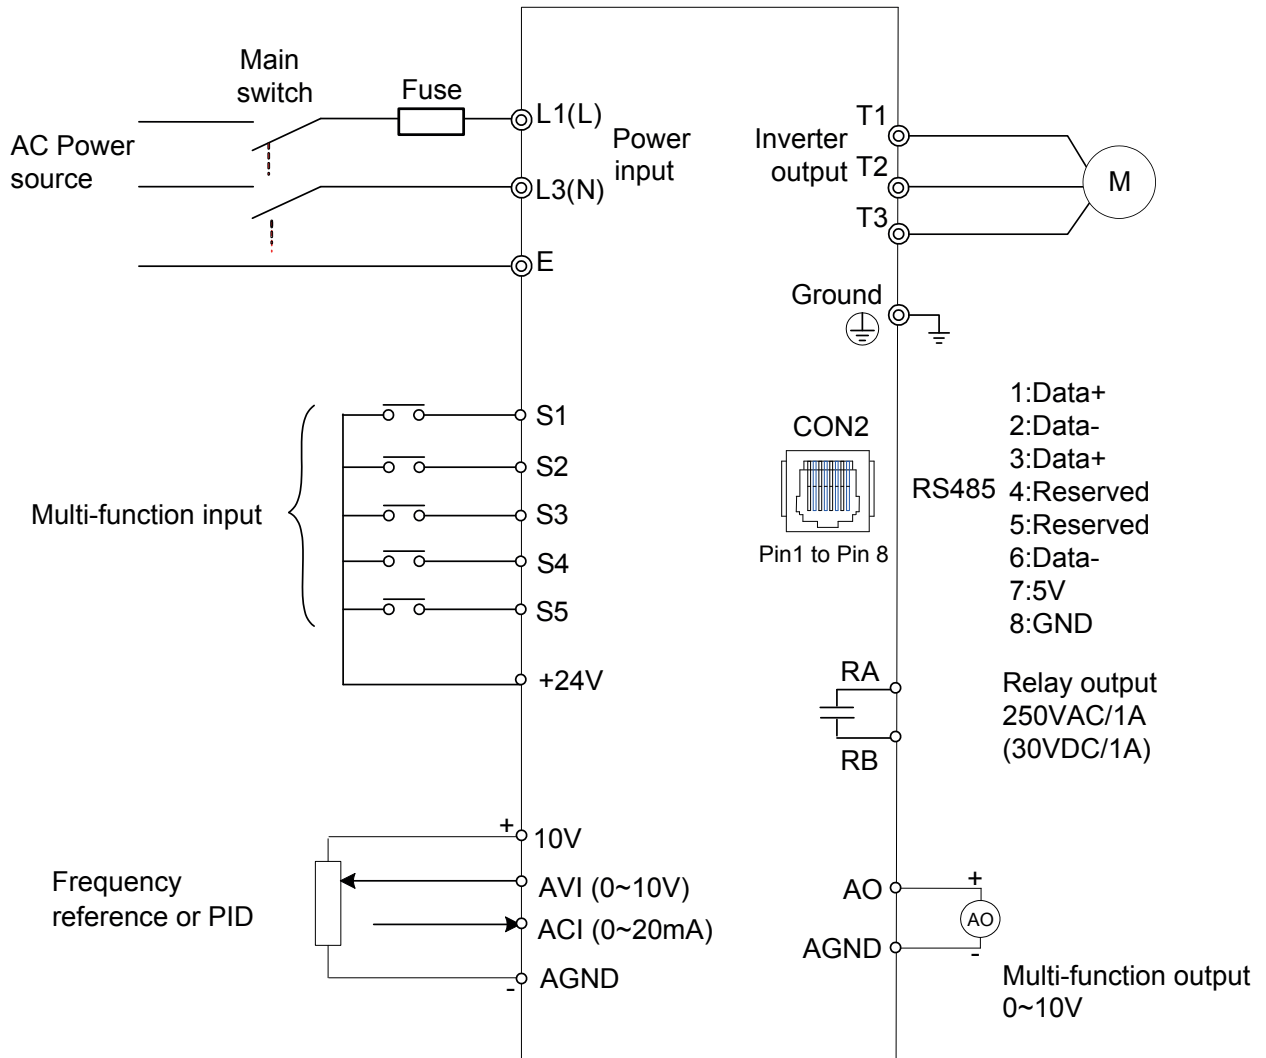 Main
switch
Fuse
AC Power
source
L1(L)
L3(N)
E
Power
input
Inverter
output
T1
T2
T3
M
Ground
Multi-function input
S1
S2
S3
S4
S5
+24V
CON2
Pin1 to Pin 8
RS485
1:Data+
2:Data-
3:Data+
4:Reserved
5:Reserved
6:Data-
7:5V
8:GND
RA
RB
Relay output
250VAC/1A
(30VDC/1A)
Frequency
reference or PID
+
10V
AVI (0~10V)
ACI (0~20mA)
-
AGND
AO
AGND
+
AO
-
Multi-function output
0~10V